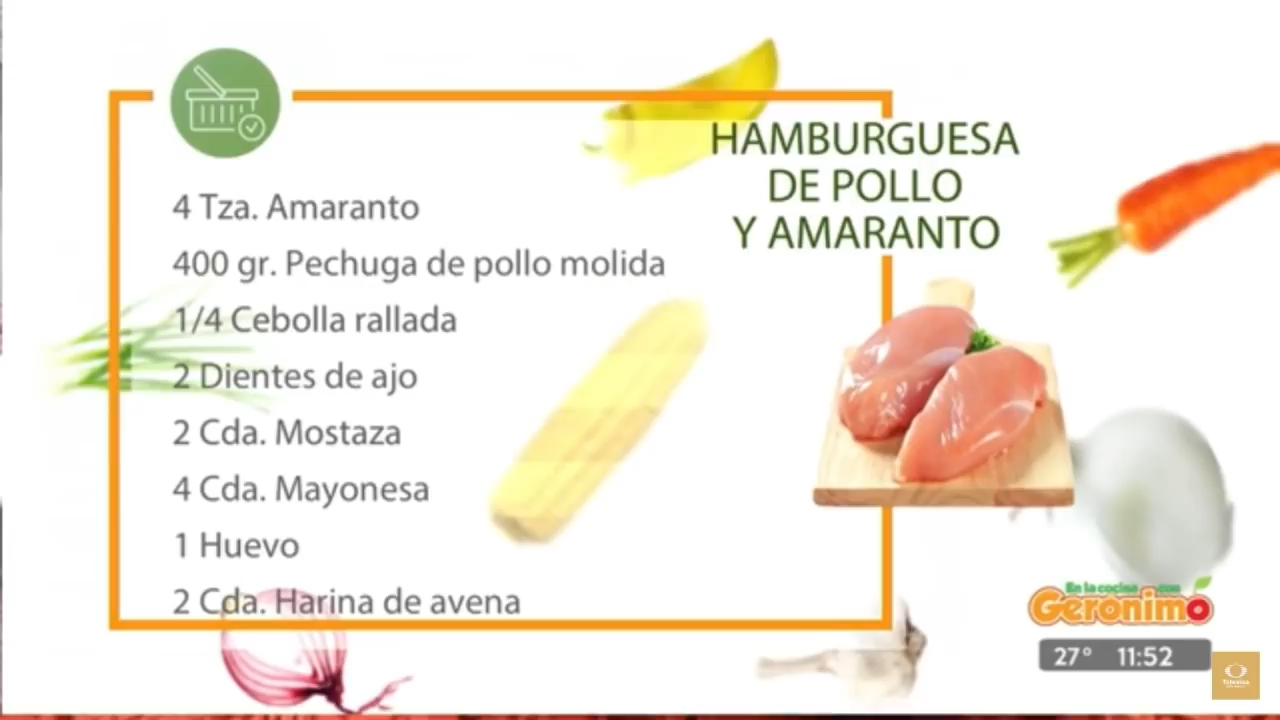 HAMBURGUESA
DE POLLO
Y AMARANTO
4 Tza. Amaranto
400 gr. Pechuga de pollo molida
1/4 Cebolla rallada
2 Dientes de ajo
2 Cda. Mostaza
4 Cda. Mayonesa
1 Huevo
2 Cda. Harina de avena
En la cocina con
Geronimo
27° 11:52
Televisa